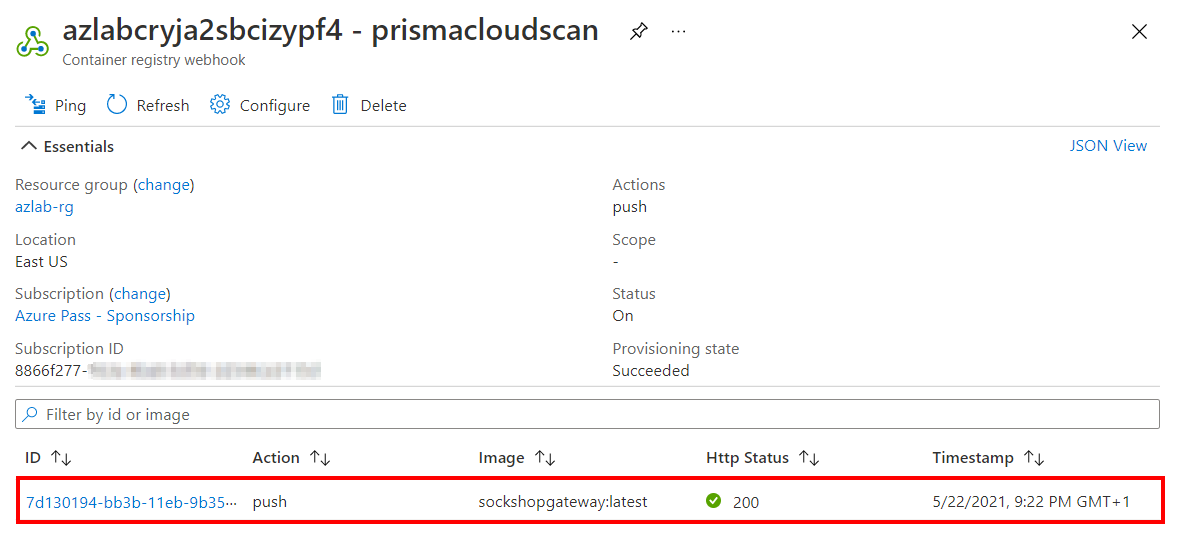 azlabcryja2sbcizypf4 - prismacloudscan ...
Container registry webhook
Ping Refresh Configure Delete
Essentials JSON View
Resource group (change) Actions
azlab-rg push
Location Scope
East US -
Subscription (change) Status
Azure Pass - Sponsorship On
Subscription ID Provisioning state
8866f277- Succeeded
Filter by id or image
ID Action Image Http Status Timestamp
7d130194-bb3b-11eb-9b35... push sockshopgateway:latest 200 5/22/2021, 9:22 PM GMT+1